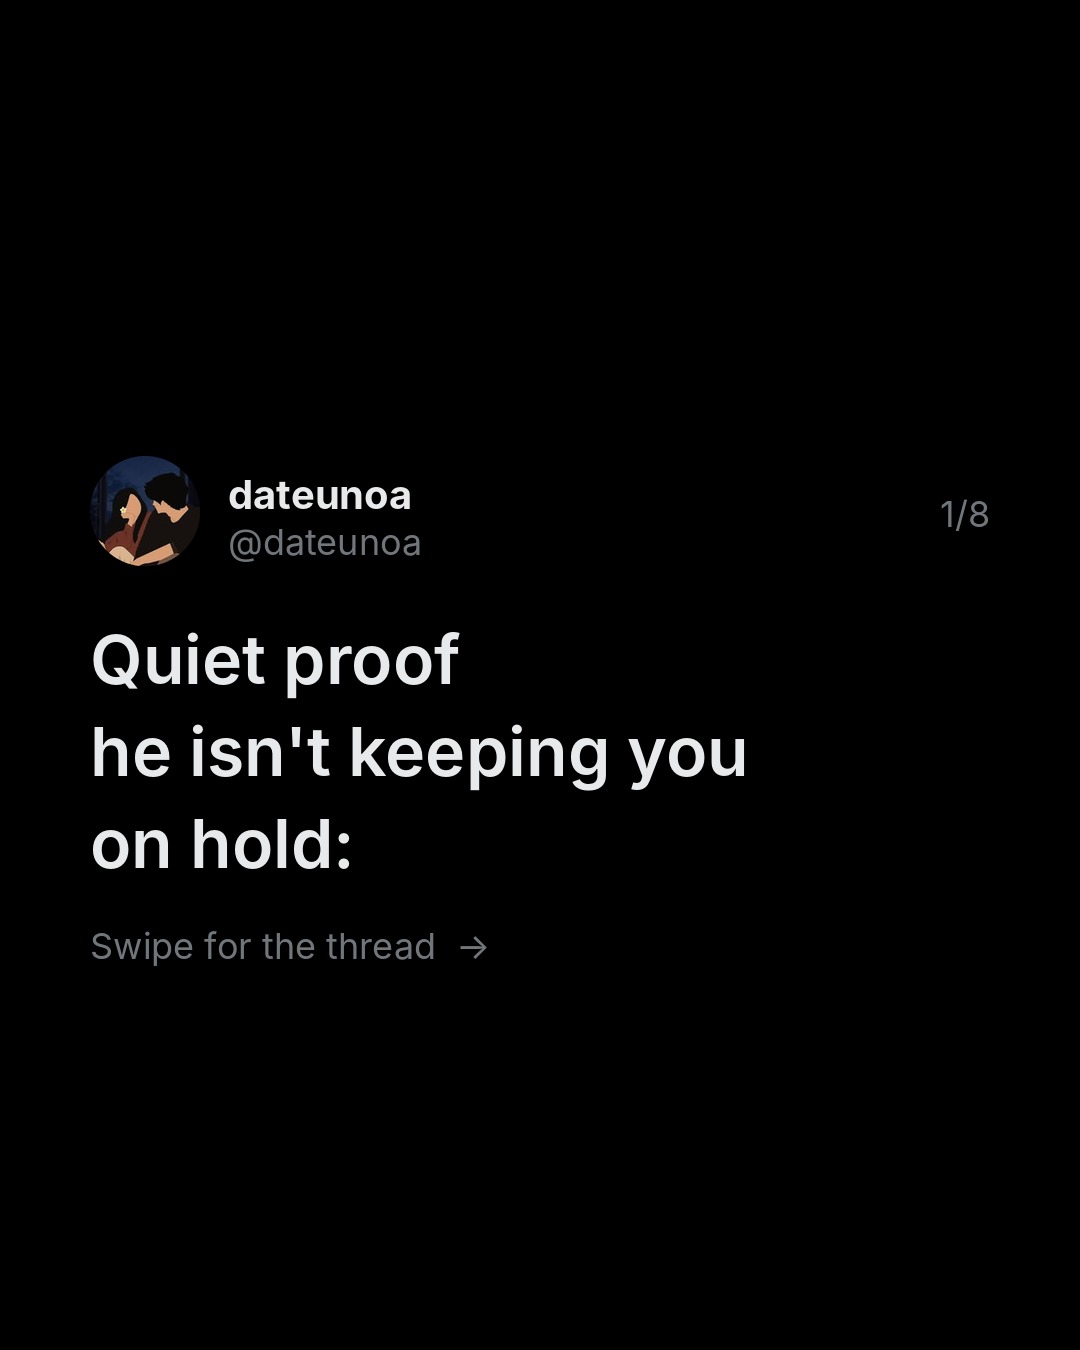 dateunoa
@dateunoa
1/8
Quiet proof
he isn't keeping you
on hold:
Swipe for the thread →